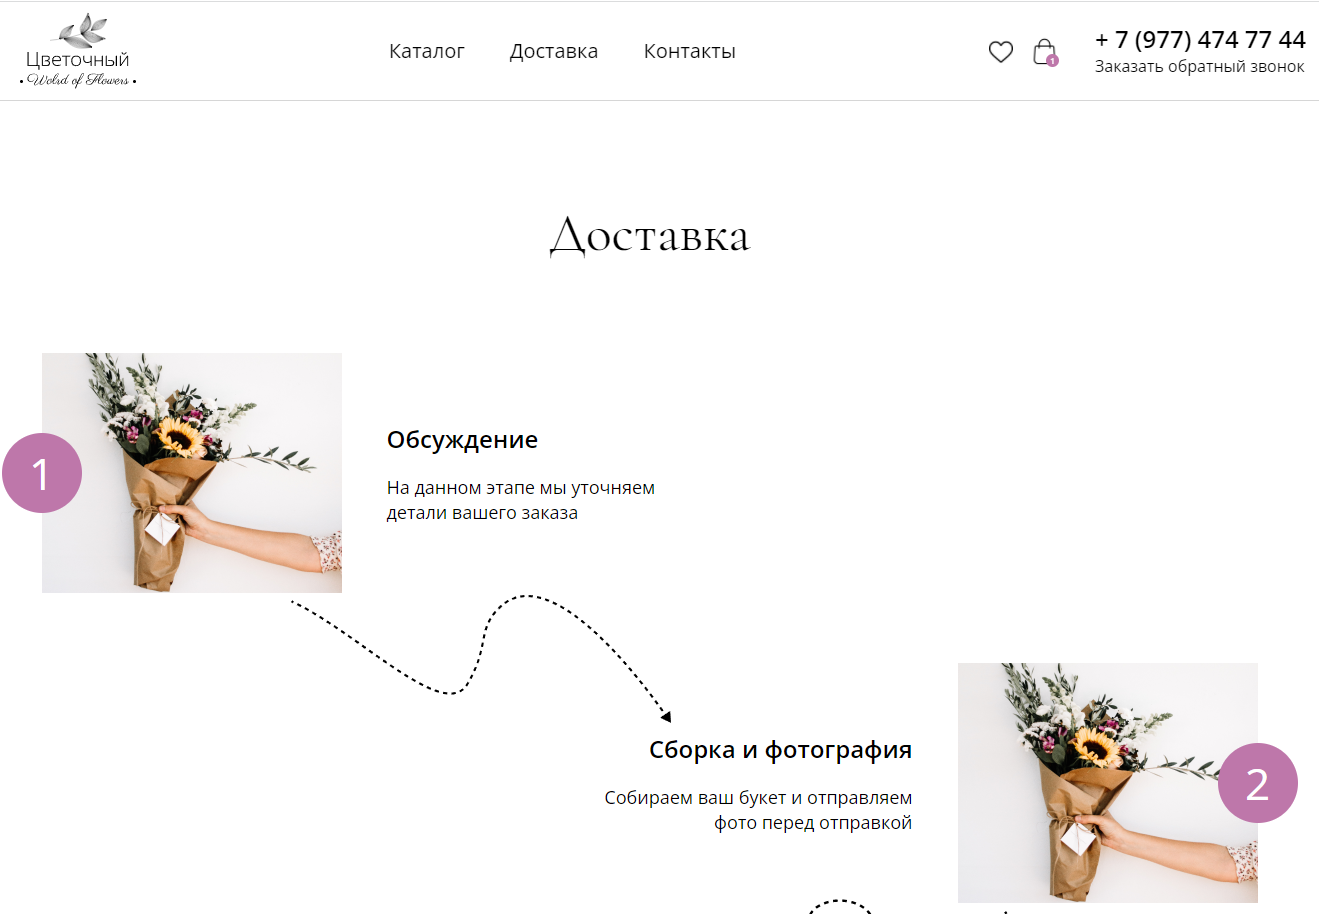 Цветочный
• Wolrd of Flowers •
Каталог
Доставка
Контакты
1
+ 7 (977) 474 77 44
Заказать обратный звонок
Доставка
1
Обсуждение
На данном этапе мы уточняем
детали вашего заказа
Сборка и фотография
Собираем ваш букет и отправляем
фото перед отправкой
2